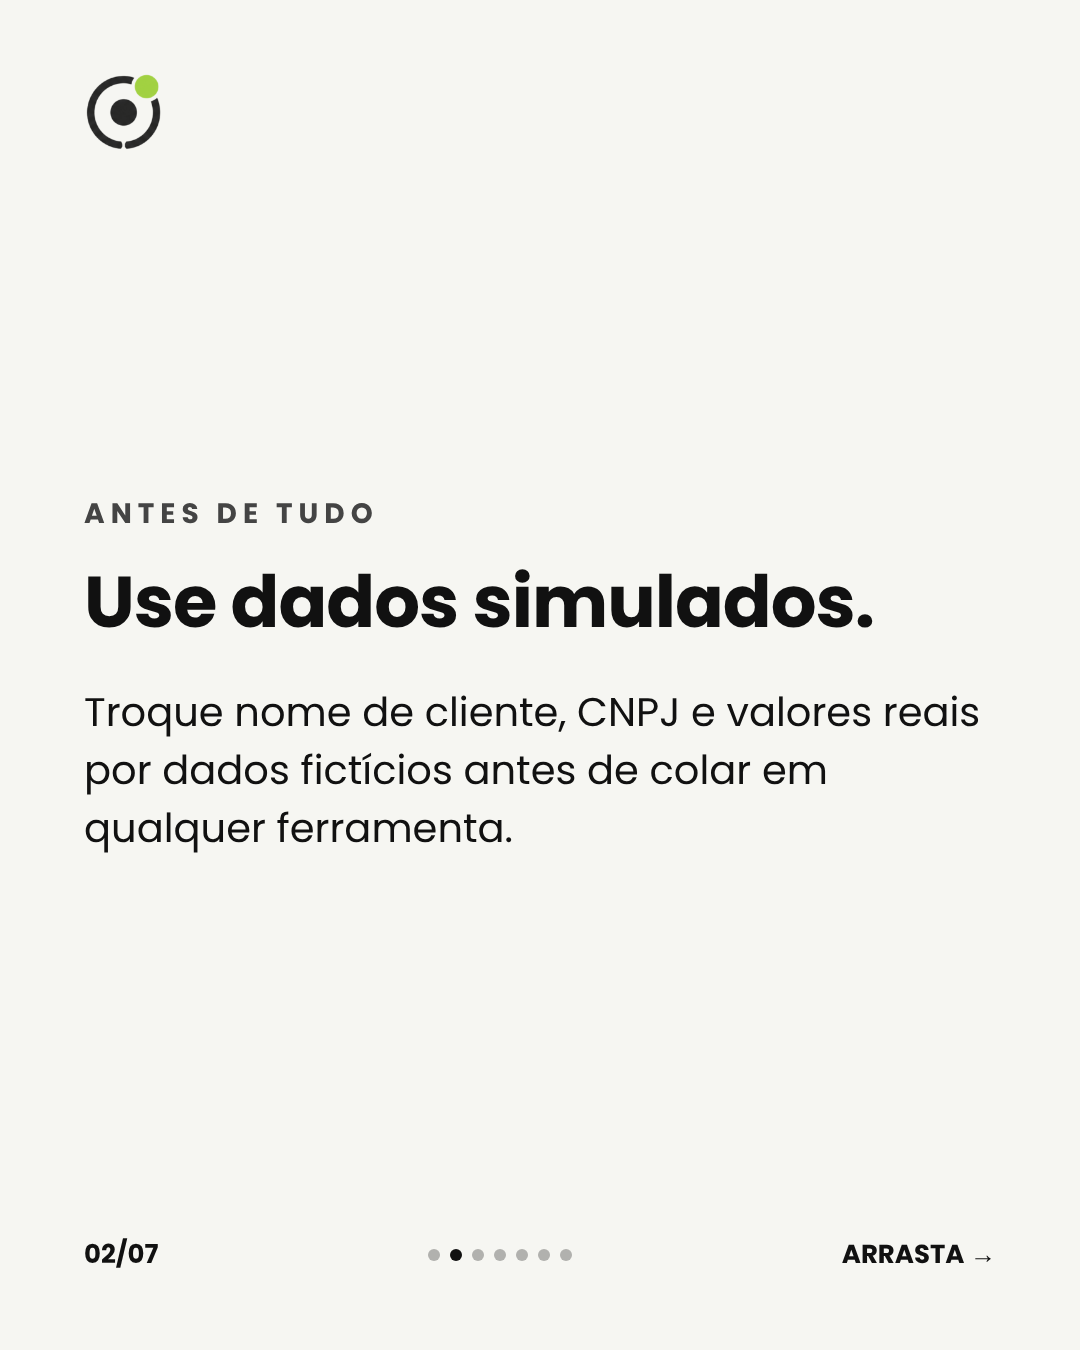 ANTES DE TUDO
Use dados simulados.
Troque nome de cliente, CNPJ e valores reais
por dados fictícios antes de colar em
qualquer ferramenta.
02/07
ARRASTA →